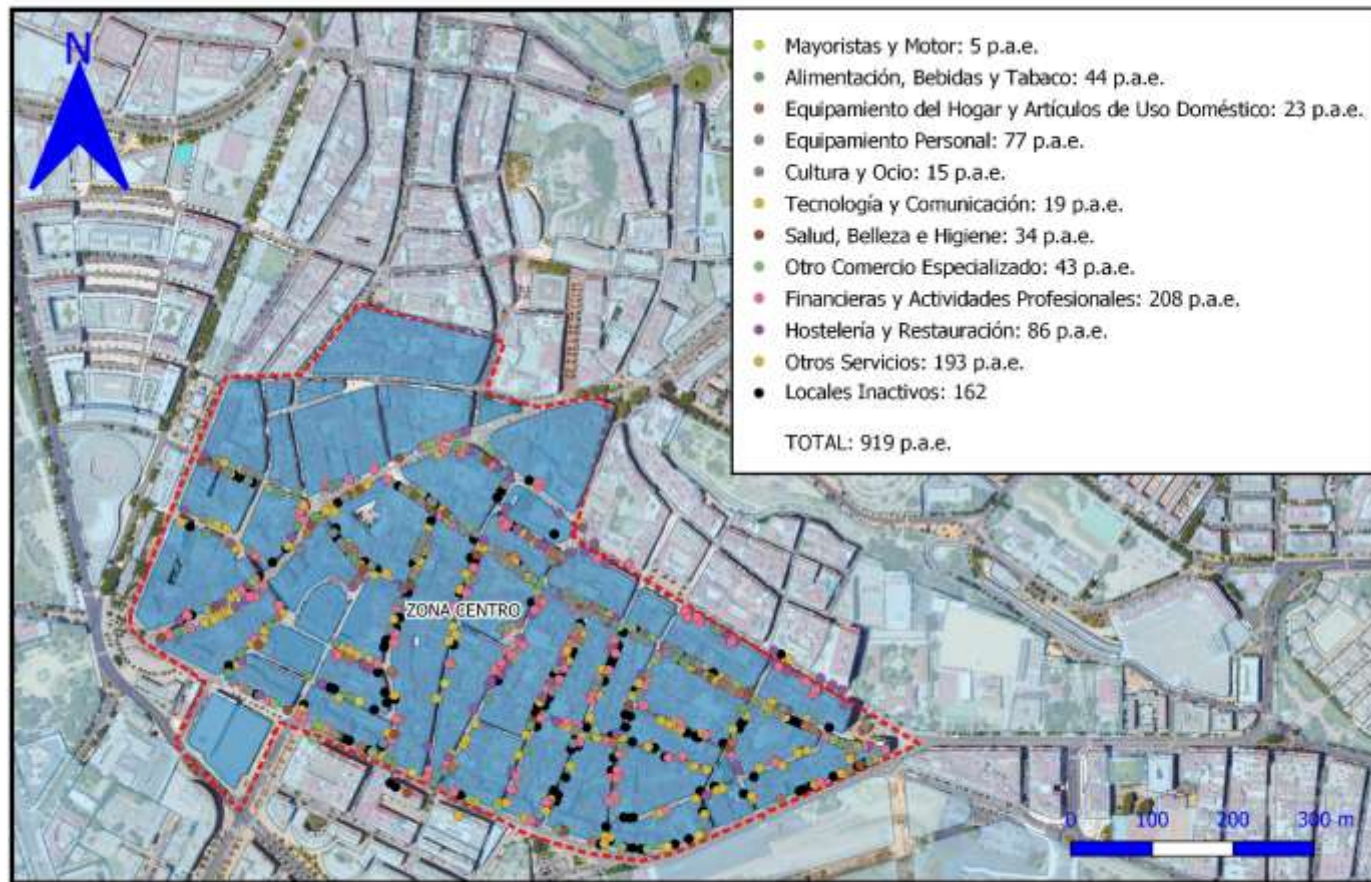 N
Mayoristas y Motor: 5 p.a.e.
Alimentación, Bebidas y Tabaco: 44 p.a.e.
Equipamiento del Hogar y Artículos de Uso Doméstico: 23 p.a.e.
Equipamiento Personal: 77 p.a.e.
Cultura y Ocio: 15 p.a.e.
Tecnología y Comunicación: 19 p.a.e.
Salud, Belleza e Higiene: 34 p.a.e.
Otro Comercio Especializado: 43 p.a.e.
Financieras y Actividades Profesionales: 208 p.a.e.
Hostelería y Restauración: 86 p.a.e.
Otros Servicios: 193 p.a.e.
Locales Inactivos: 162
TOTAL: 919 p.a.e.
ZONA CENTRO
0 100 200 300 m